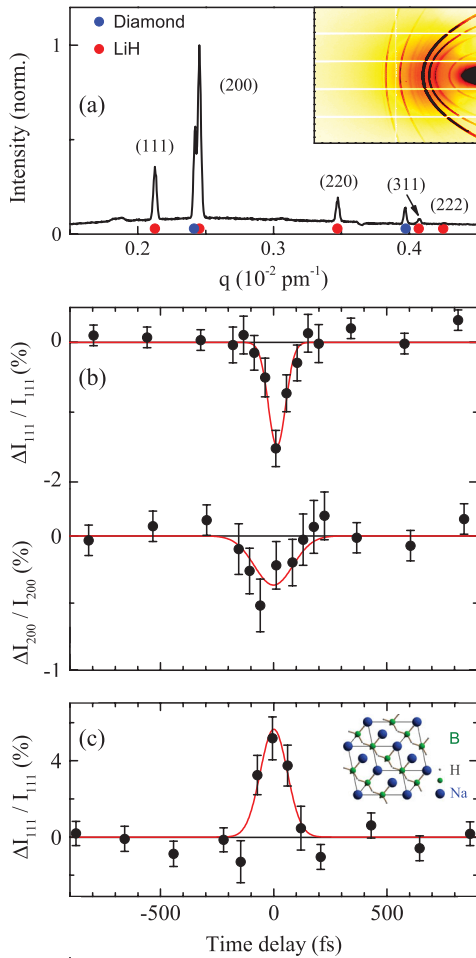 Diamond
LiH
(a)
(111)
(200)
(220)
(311)
(222)
1
0
Intensity (norm.)
0.2
0.3
0.4
q (10⁻² pm⁻¹)
(b)
0
-2
ΔI₁₁₁ / I₁₁₁ (%)
0
-1
ΔI₂₀₀ / I₂₀₀ (%)
(c)
4
0
ΔI₁₁₁ / I₁₁₁ (%)
B
H
Na
-500
0
500
Time delay (fs)